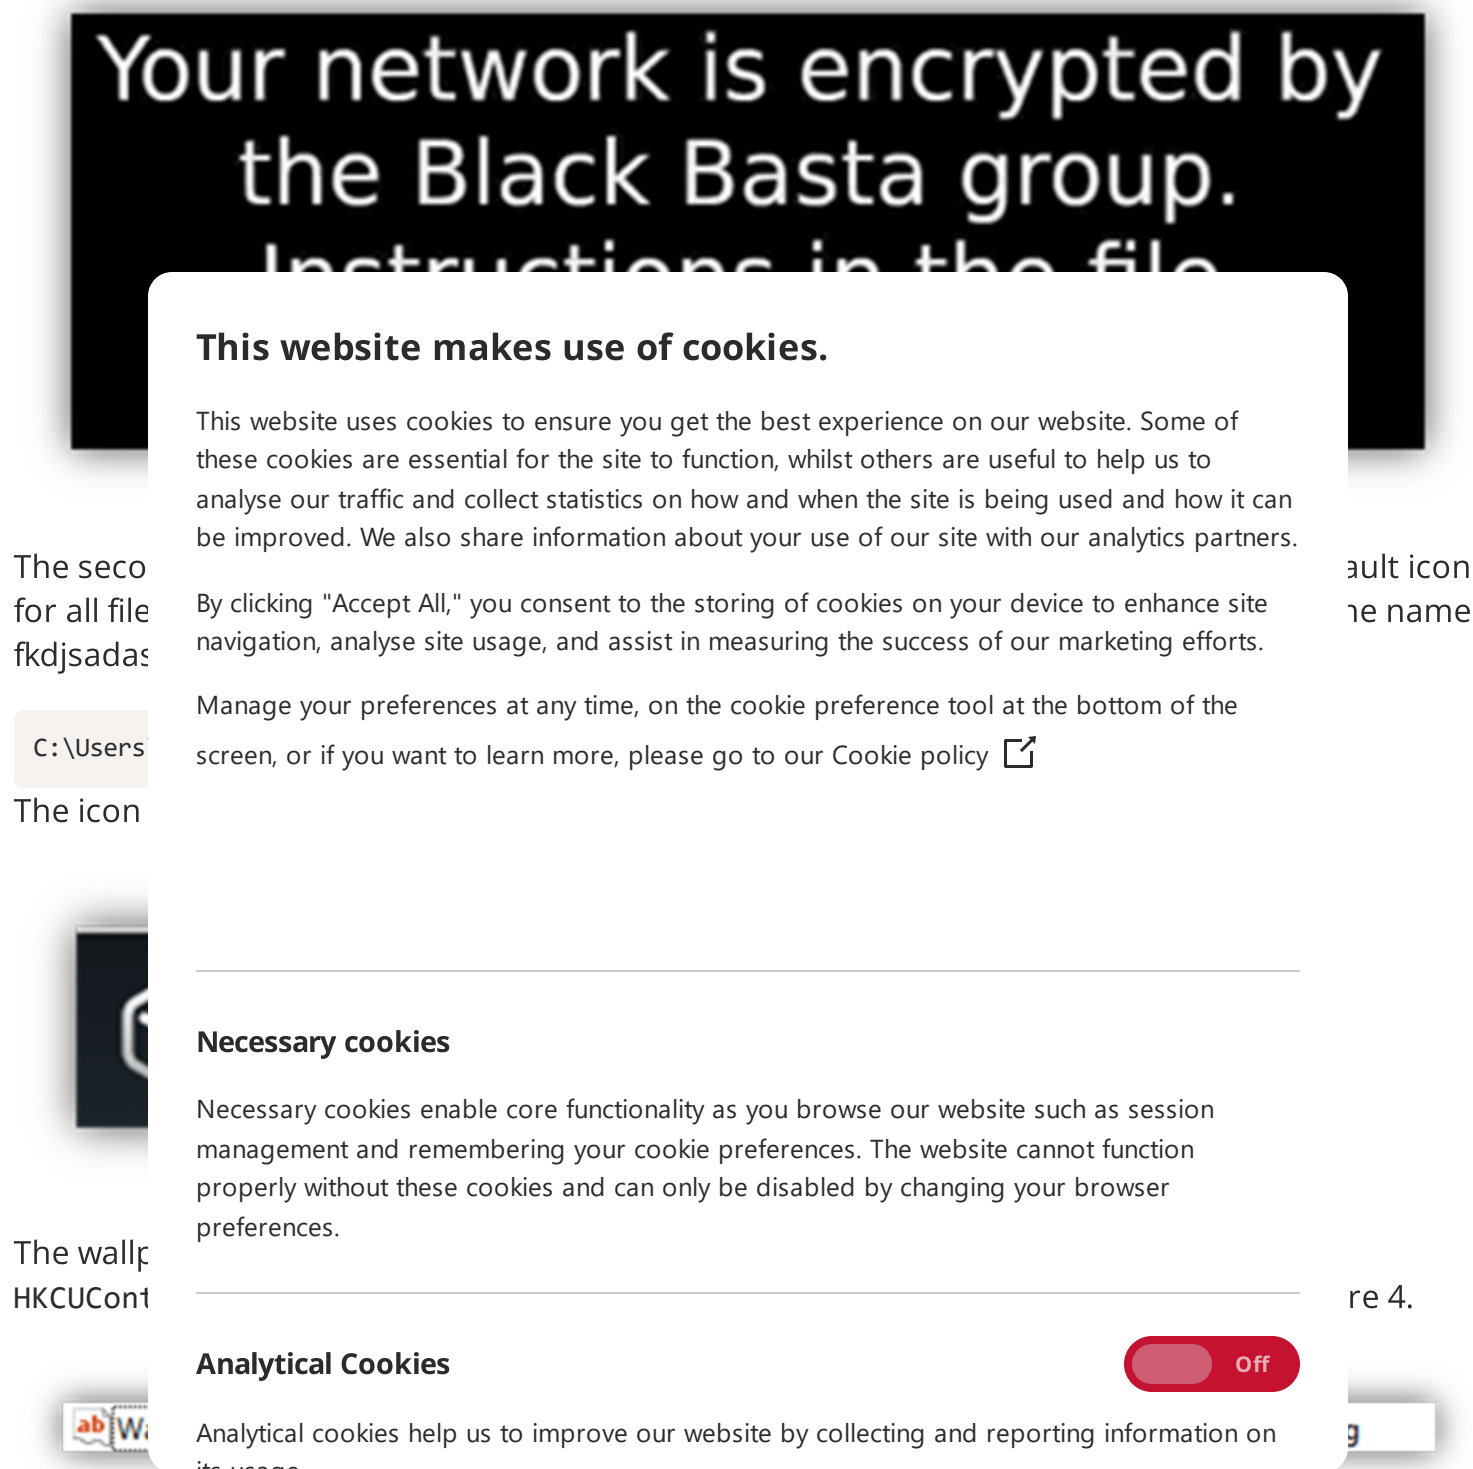 Your network is encrypted by
the Black Basta group.
Instructions in the file
This website makes use of cookies.
This website uses cookies to ensure you get the best experience on our website. Some of
these cookies are essential for the site to function, whilst others are useful to help us to
analyse our traffic and collect statistics on how and when the site is being used and how it can
be improved. We also share information about your use of our site with our analytics partners.
By clicking "Accept All," you consent to the storing of cookies on your device to enhance site
navigation, analyse site usage, and assist in measuring the success of our marketing efforts.
Manage your preferences at any time, on the cookie preference tool at the bottom of the
screen, or if you want to learn more, please go to our Cookie policy
Necessary cookies
Necessary cookies enable core functionality as you browse our website such as session
management and remembering your cookie preferences. The website cannot function
properly without these cookies and can only be disabled by changing your browser
preferences.
Analytical Cookies
Off
Analytical cookies help us to improve our website by collecting and reporting information on
its usage.
The
icon
for all
name
C:\Users
The icon
The
4.
ab